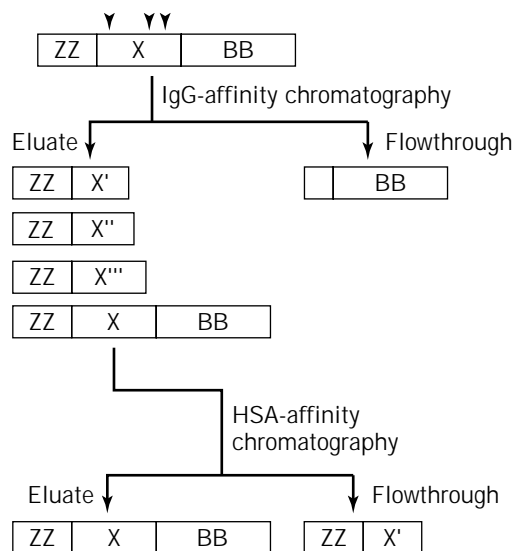 ZZ X BB
IgG-affinity chromatography
Eluate Flowthrough
ZZ X' BB
ZZ X''
ZZ X'''
ZZ X BB
HSA-affinity
chromatography
Eluate Flowthrough
ZZ X BB ZZ X'